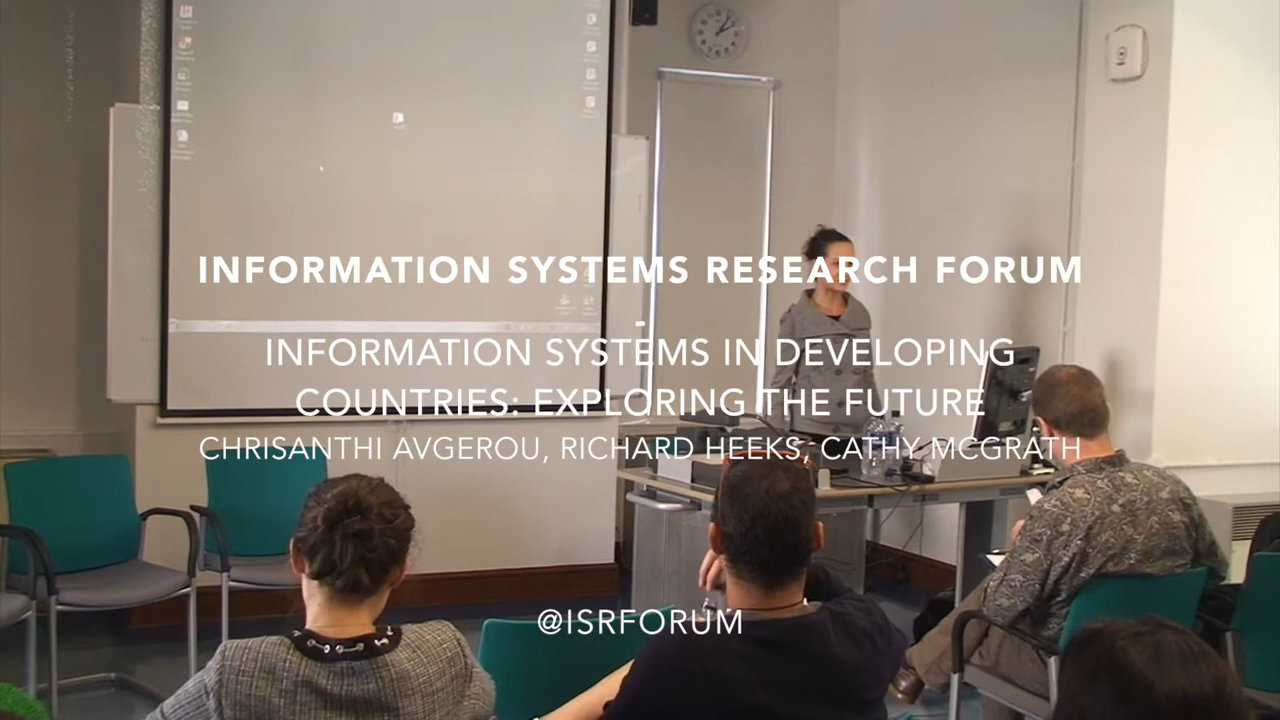 INFORMATION SYSTEMS RESEARCH FORUM
-
INFORMATION SYSTEMS IN DEVELOPING
COUNTRIES: EXPLORING THE FUTURE
CHRISANTHI AVGEROU, RICHARD HEEKS, CATHY MCGRATH
@ISRFORUM